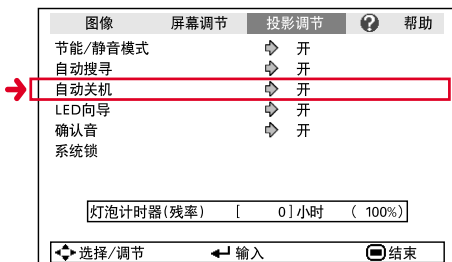 图像 屏幕调节 投影调节 ? 帮助
节能/静音模式 开
自动搜寻 开
自动关机 开
LED向导 开
确认音 开
系统锁
灯泡计时器(残率) [ 0]小时 ( 100%)
选择/调节 输入 结束